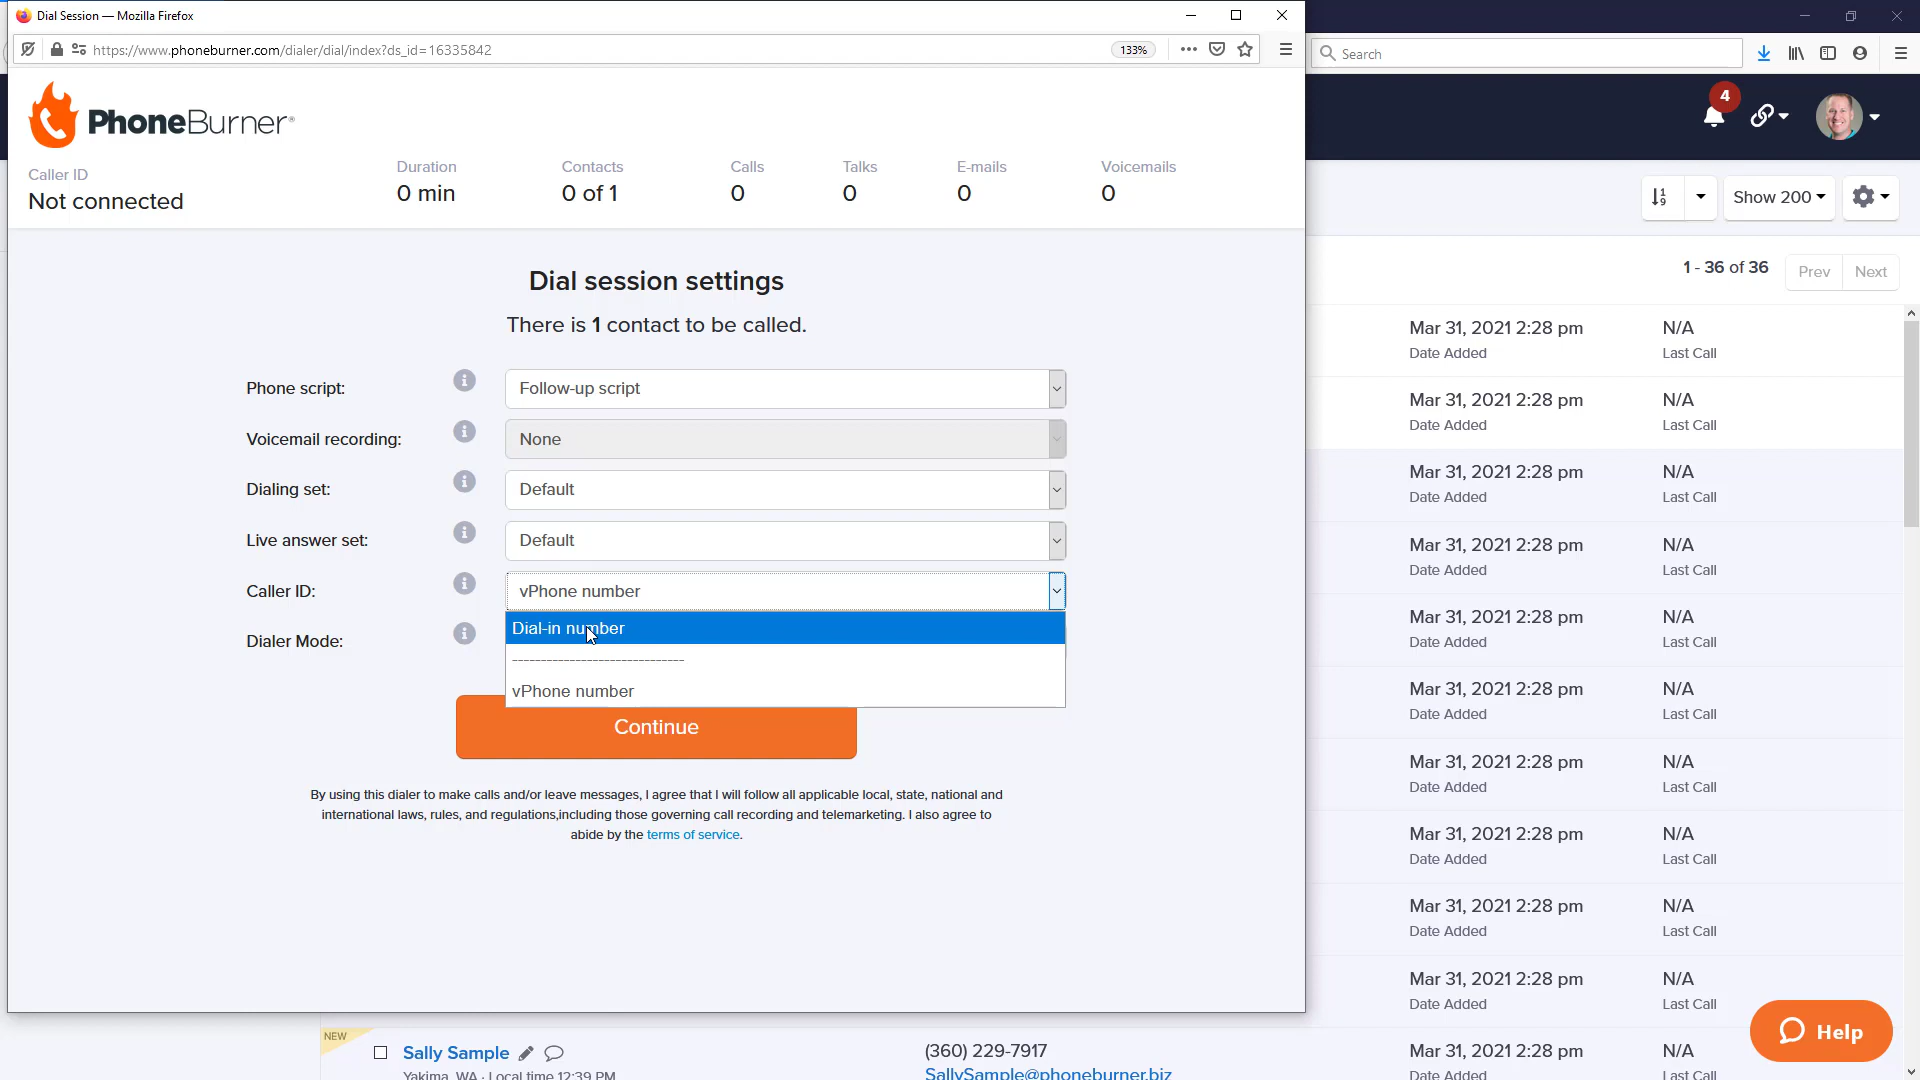 Dial Session — Mozilla Firefox
https://www.phoneburner.com/dialer/dial/index?ds_id=16335842
133%
Search
PhoneBurner®
4
Caller ID
Not connected
Duration
0 min
Contacts
0 of 1
Calls
0
Talks
0
E-mails
0
Voicemails
0
Show 200
1 - 36 of 36
Prev
Next
Dial session settings
There is 1 contact to be called.
Phone script:
Follow-up script
Voicemail recording:
None
Dialing set:
Default
Live answer set:
Default
Caller ID:
vPhone number
Dial-in number
------------------------------
vPhone number
Dialer Mode:
Continue
By using this dialer to make calls and/or leave messages, I agree that I will follow all applicable local, state, national and
international laws, rules, and regulations,including those governing call recording and telemarketing. I also agree to
abide by the terms of service.
Mar 31, 2021 2:28 pm
Date Added
N/A
Last Call
Mar 31, 2021 2:28 pm
Date Added
N/A
Last Call
Mar 31, 2021 2:28 pm
Date Added
N/A
Last Call
Mar 31, 2021 2:28 pm
Date Added
N/A
Last Call
Mar 31, 2021 2:28 pm
Date Added
N/A
Last Call
Mar 31, 2021 2:28 pm
Date Added
N/A
Last Call
Mar 31, 2021 2:28 pm
Date Added
N/A
Last Call
Mar 31, 2021 2:28 pm
Date Added
N/A
Last Call
Mar 31, 2021 2:28 pm
Date Added
N/A
Last Call
Mar 31, 2021 2:28 pm
Date Added
N/A
Last Call
NEW
Sally Sample
Yakima, WA · Local time 12:39 PM
(360) 229-7917
SallySample@phoneburner.biz
Mar 31, 2021 2:28 pm
Date Added
N/A
Last Call
Help